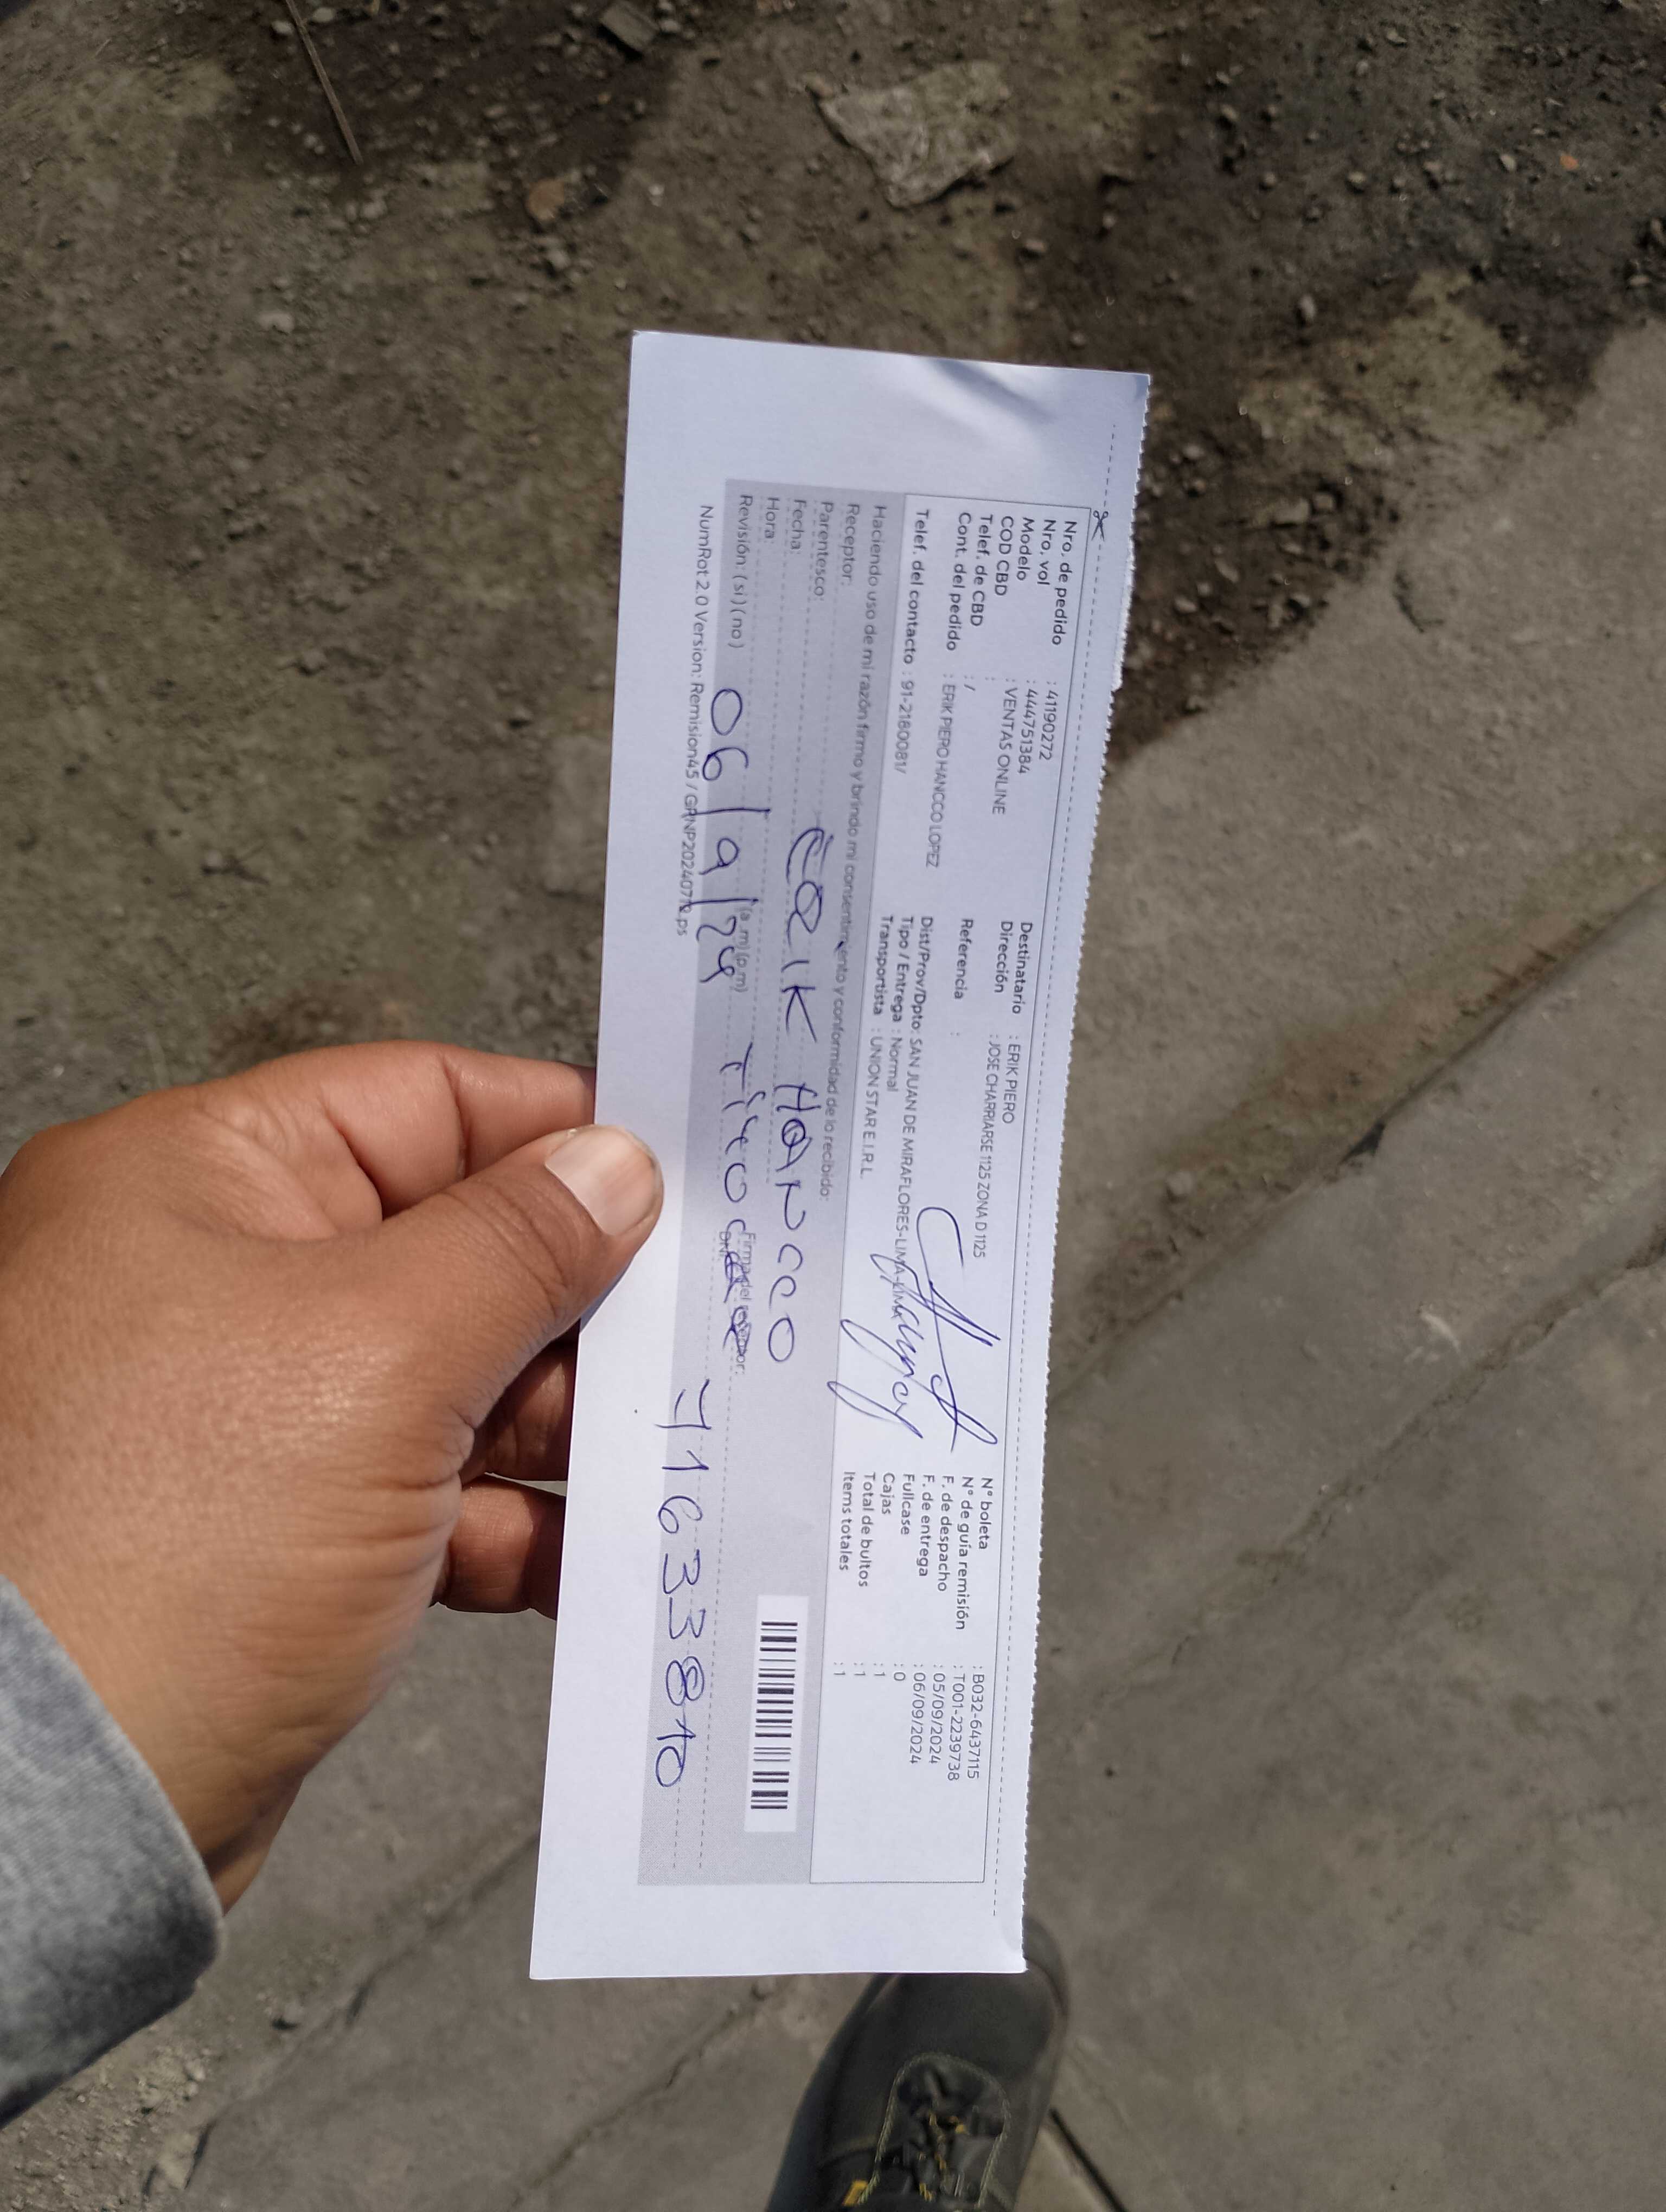 Nro. de pedido : 41190272
Nro. vol : 444751384
Modelo : VENTAS ONLINE
COD CBD :
Telef. de CBD : /
Cont. del pedido : ERIK PIERO HANCCO LOPEZ
Telef. del contacto : 91-2180081/
Destinatario : ERIK PIERO
Dirección : JOSE CHARRIARSE 1125 ZONA D 1125
Referencia :
Dist/Prov/Dpto: SAN JUAN DE MIRAFLORES-LIMA-LIMA
Tipo / Entrega : Normal
Transportista : UNION STAR E.I.R.L.
N° boleta : B032-6437115
N° de guía remisión : T001-2239738
F. de despacho : 05/09/2024
F. de entrega : 06/09/2024
Fullcase : 0
Cajas : 1
Total de bultos : 1
Items totales : 1
Haciendo uso de mi razón firmo y brindo mi consentimiento y conformidad de lo recibido:
Receptor:
Parentesco: ERIK HANCCO
Fecha:
Hora: (a.m)(p.m)
Firma del receptor:
Revisión: (si) (no) 06/9/24
DNI: 71633810
NumRot 2.0 Version: Remision45 / GRNP20240712.ps